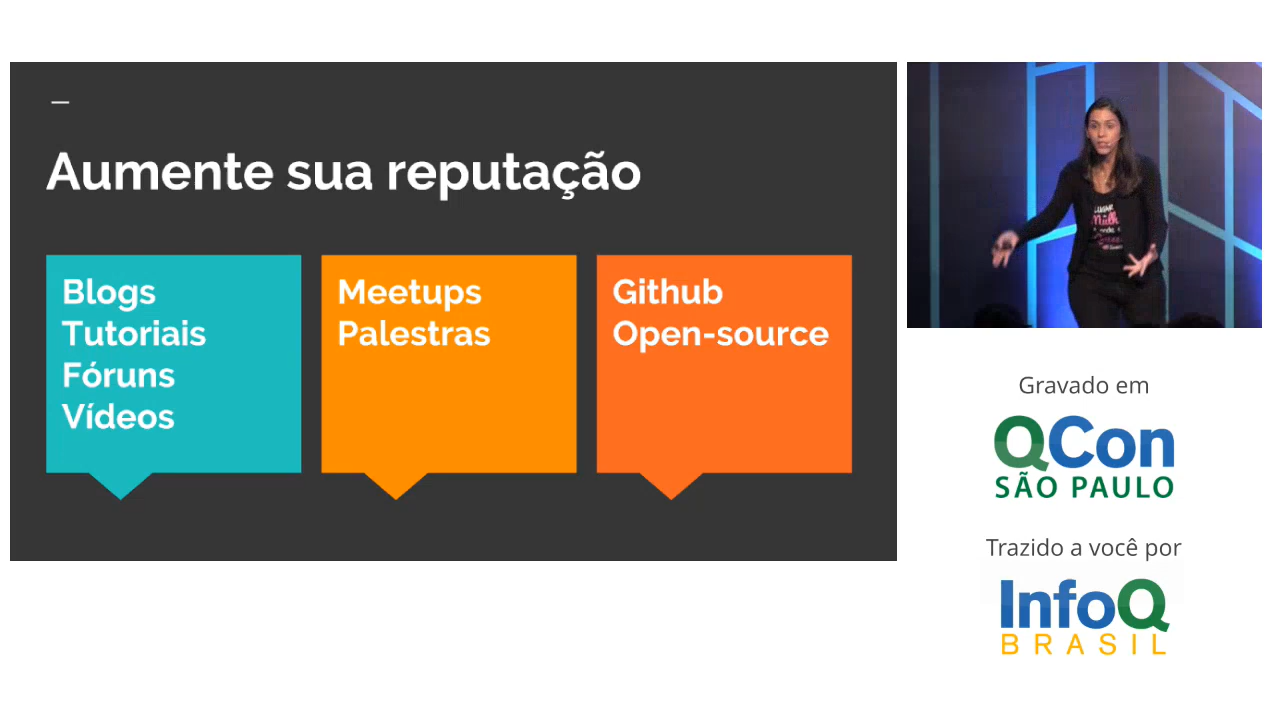 Aumente sua reputação
Blogs
Tutoriais
Fóruns
Vídeos
Meetups
Palestras
Github
Open-source
LUGAR
Gravado em
QCon
SÃO PAULO
Trazido a você por
InfoQ
BRASIL